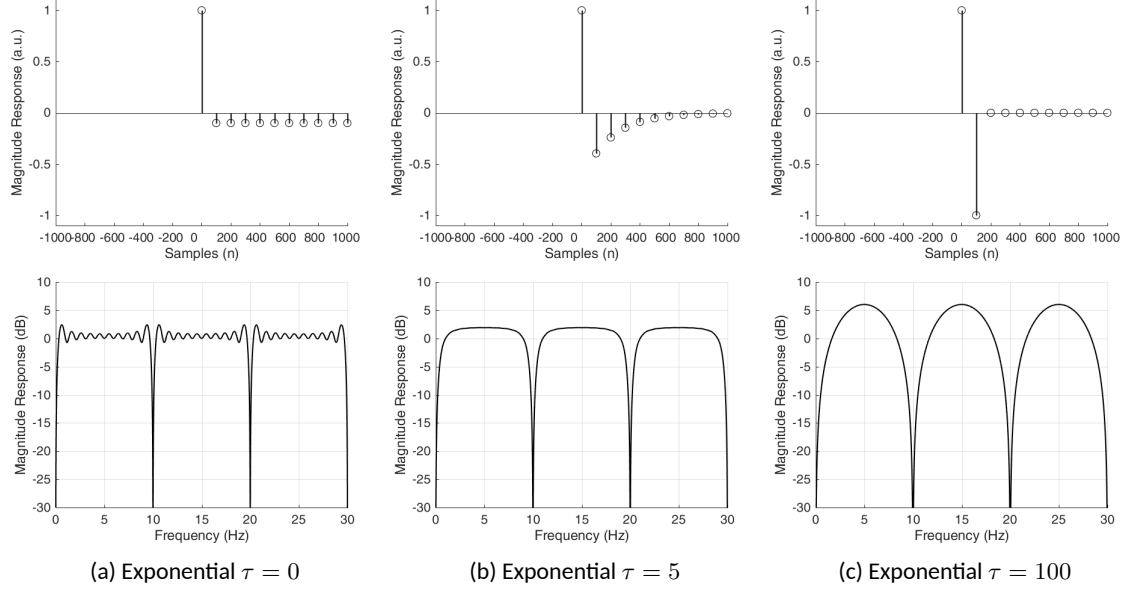 Magnitude Response (a.u.)
1
0.5
0
-0.5
-1
-1000-800 -600 -400 -200 0 200 400 600 800 1000
Samples (n)
Magnitude Response (a.u.)
1
0.5
0
-0.5
-1
-1000-800 -600 -400 -200 0 200 400 600 800 1000
Samples (n)
Magnitude Response (a.u.)
1
0.5
0
-0.5
-1
-1000-800 -600 -400 -200 0 200 400 600 800 1000
Samples (n)
Magnitude Response (dB)
10
5
0
-5
-10
-15
-20
-25
-30
0 5 10 15 20 25 30
Frequency (Hz)
Magnitude Response (dB)
10
5
0
-5
-10
-15
-20
-25
-30
0 5 10 15 20 25 30
Frequency (Hz)
Magnitude Response (dB)
10
5
0
-5
-10
-15
-20
-25
-30
0 5 10 15 20 25 30
Frequency (Hz)
(a) Exponential τ = 0
(b) Exponential τ = 5
(c) Exponential τ = 100